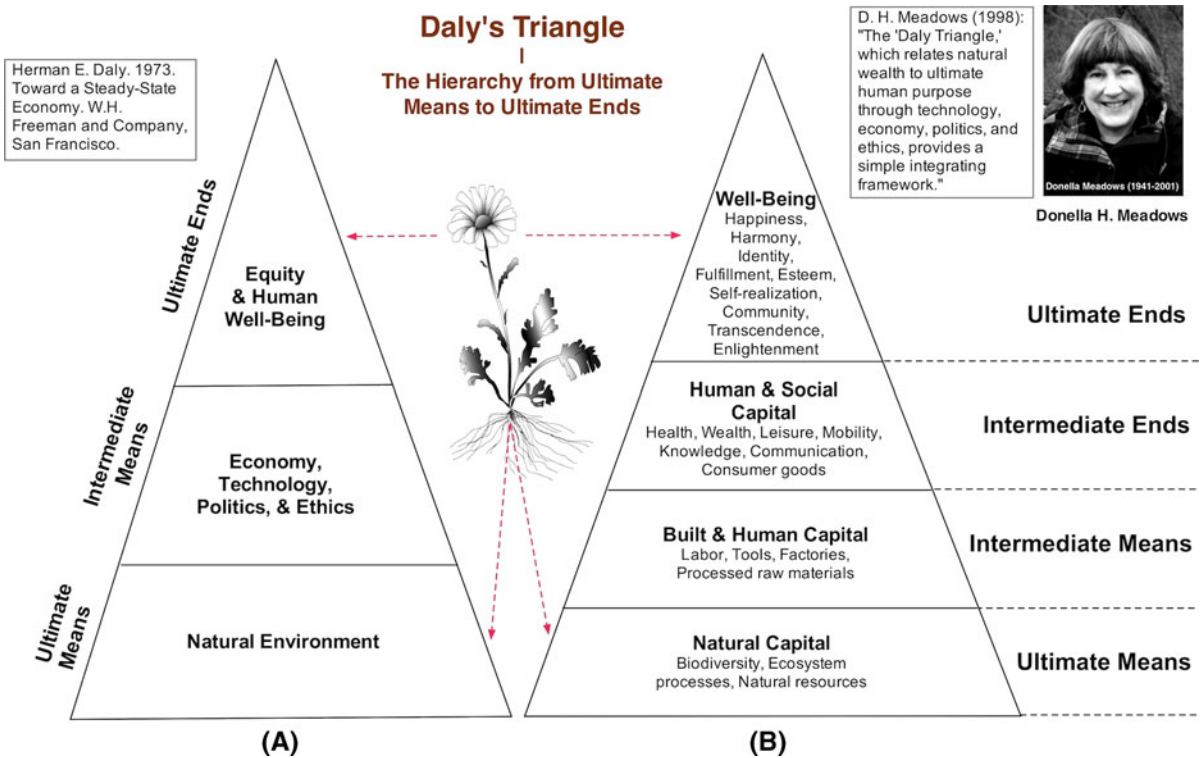 Daly's Triangle
The Hierarchy from Ultimate
Means to Ultimate Ends
Herman E. Daly. 1973.
Toward a Steady-State
Economy. W.H.
Freeman and Company,
San Francisco.
D. H. Meadows (1998):
"The 'Daly Triangle,'
which relates natural
wealth to ultimate
human purpose
through technology,
economy, politics, and
ethics, provides a
simple integrating
framework."
Donella Meadows (1941-2001)
Donella H. Meadows
Ultimate Ends
Equity
& Human
Well-Being
Intermediate
Means
Economy,
Technology,
Politics, & Ethics
Ultimate
Means
Natural Environment
(A)
Well-Being
Happiness,
Harmony,
Identity,
Fulfillment, Esteem,
Self-realization,
Community,
Transcendence,
Enlightenment
Ultimate Ends
Human & Social
Capital
Health, Wealth, Leisure, Mobility,
Knowledge, Communication,
Consumer goods
Intermediate Ends
Built & Human Capital
Labor, Tools, Factories,
Processed raw materials
Intermediate Means
Natural Capital
Biodiversity, Ecosystem
processes, Natural resources
Ultimate Means
(B)